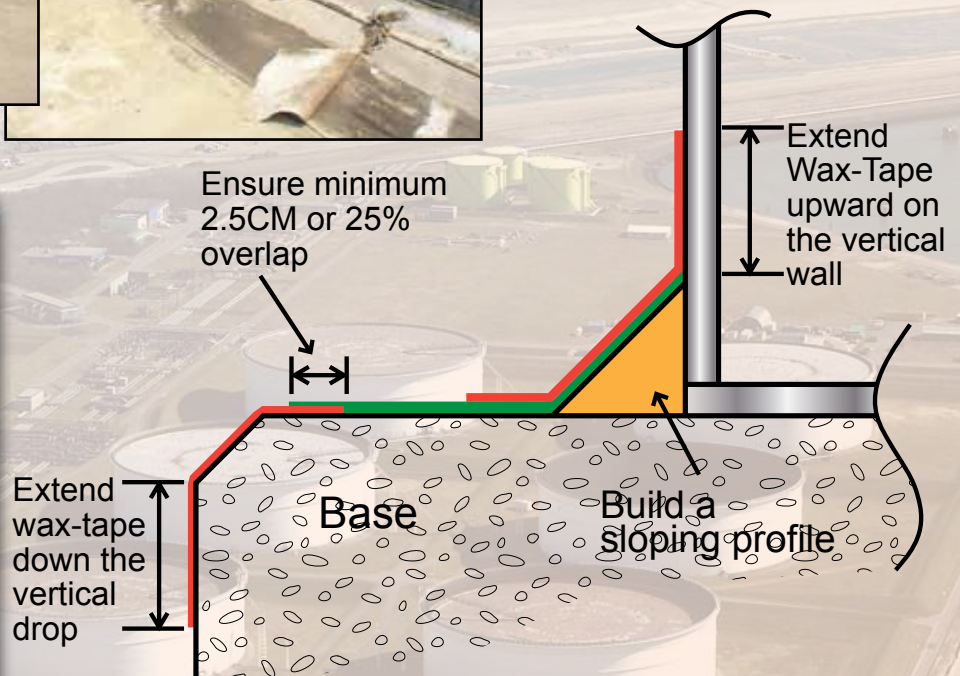 Ensure minimum
2.5CM or 25%
overlap
Extend
Wax-Tape
upward on
the vertical
wall
Extend
wax-tape
down the
vertical
drop
Base
Build a
sloping profile